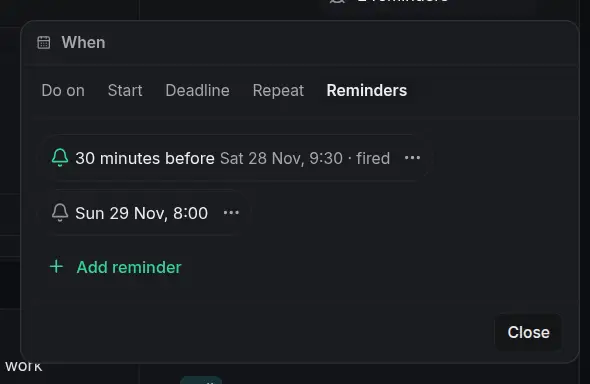 When
Do on Start Deadline Repeat Reminders
30 minutes before Sat 28 Nov, 9:30 · fired ···
Sun 29 Nov, 8:00 ···
+ Add reminder
Close
work